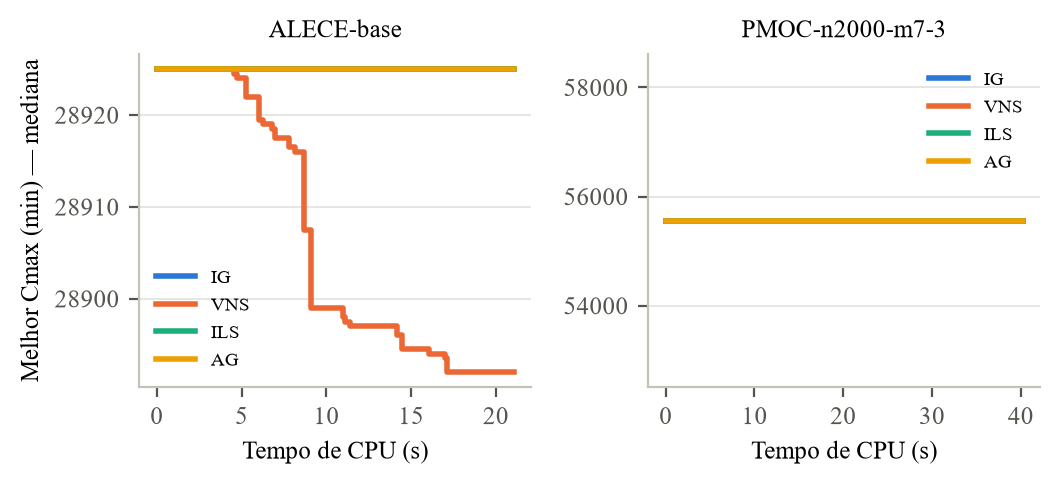 ALECE-base
Melhor Cmax (min) — mediana
28920
28910
28900
IG
VNS
ILS
AG
0
5
10
15
20
Tempo de CPU (s)
PMOC-n2000-m7-3
58000
56000
54000
IG
VNS
ILS
AG
0
10
20
30
40
Tempo de CPU (s)